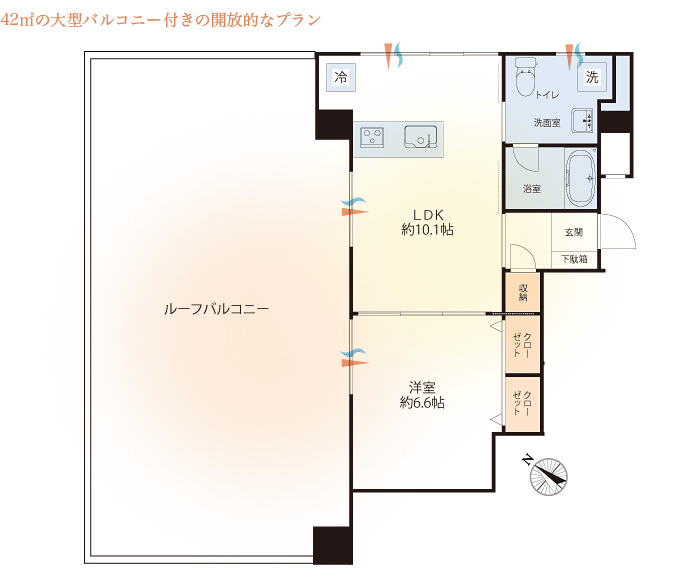 42㎡の大型バルコニー付きの開放的なプラン
冷
洗
トイレ
洗面室
浴室
LDK
約10.1帖
玄関
下駄箱
収納
ルーフバルコニー
クローゼット
洋室
約6.6帖
クローゼット
N